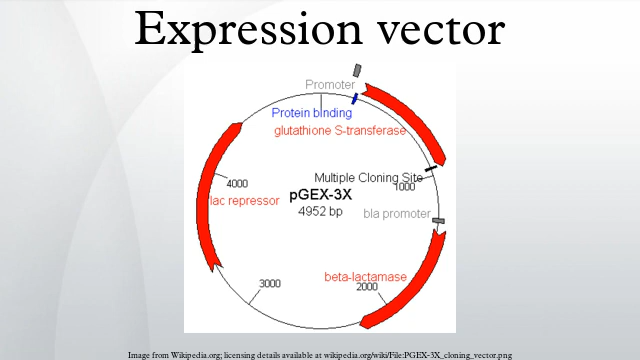 Expression vector
Promoter
Protein binding
glutathione S-transferase
Multiple Cloning Site
1000
4000
pGEX-3X
lac repressor
4952 bp
bla promoter
beta-lactamase
3000
2000
Image from Wikipedia.org; licensing details available at wikipedia.org/wiki/File:PGEX-3X_cloning_vector.png